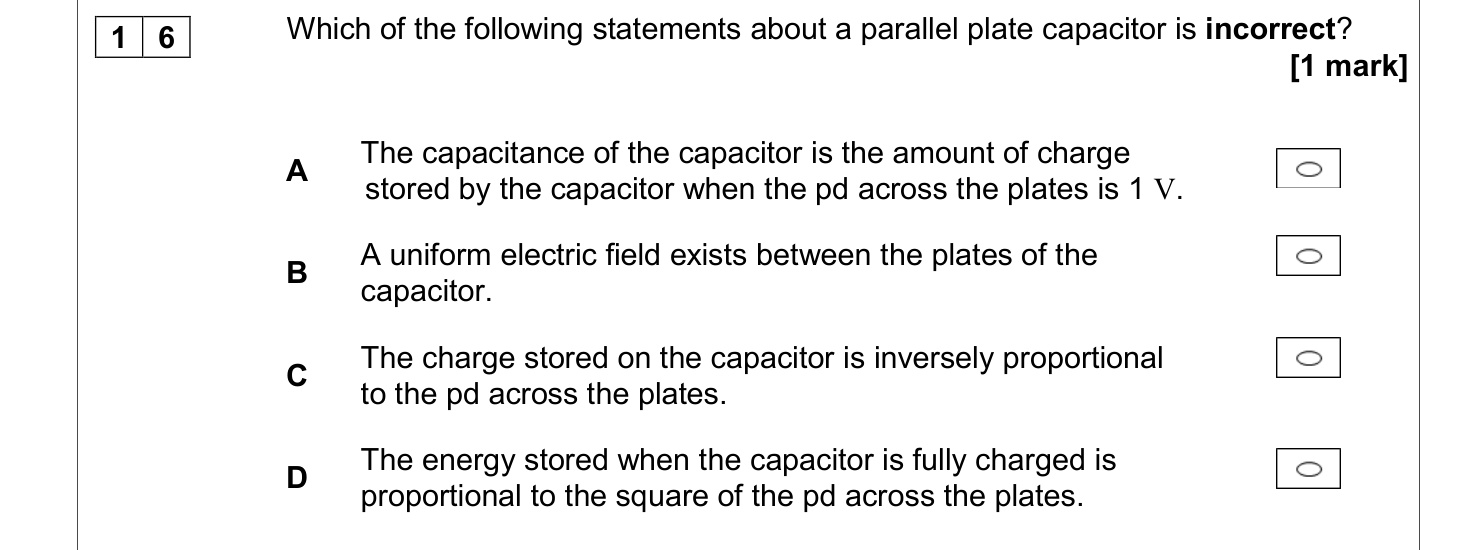 1 6 Which of the following statements about a parallel plate capacitor is incorrect?
[1 mark]
A The capacitance of the capacitor is the amount of charge
stored by the capacitor when the pd across the plates is 1 V.
B A uniform electric field exists between the plates of the
capacitor.
C The charge stored on the capacitor is inversely proportional
to the pd across the plates.
D The energy stored when the capacitor is fully charged is
proportional to the square of the pd across the plates.